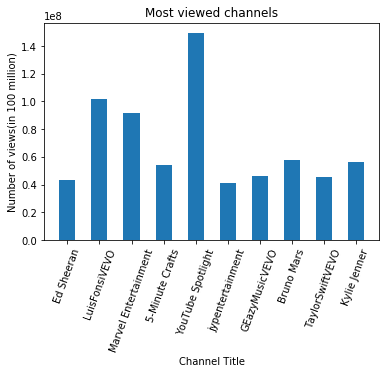 Most viewed channels
1e8
Number of views(in 100 million)
1.4
1.2
1.0
0.8
0.6
0.4
0.2
0.0
Ed Sheeran
LuisFonsiVEVO
Marvel Entertainment
5-Minute Crafts
YouTube Spotlight
jypentertainment
GEazyMusicVEVO
Bruno Mars
TaylorSwiftVEVO
Kylie Jenner
Channel Title